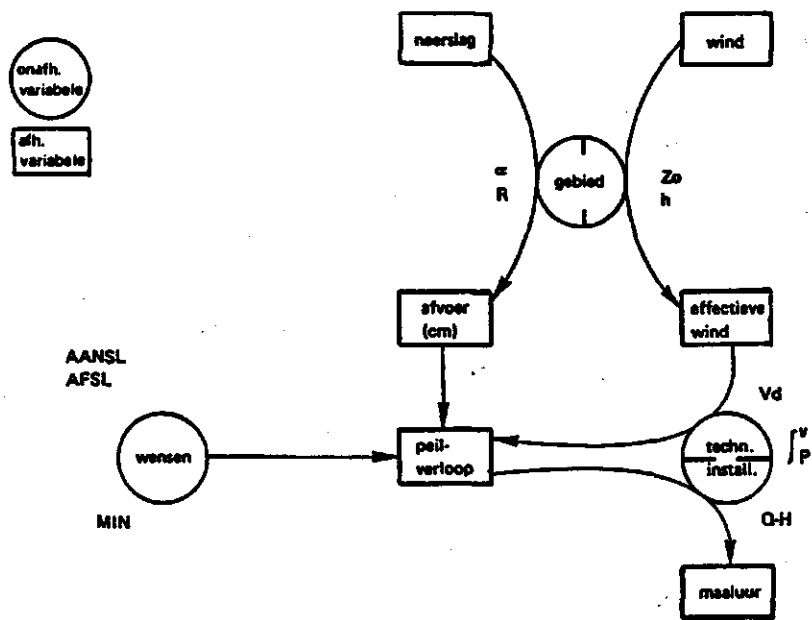 neerslag
wind
onafh.
variabele
afh.
variabele
α
R
gebied
Zo
h
afvoer
(cm)
effectieve
wind
AANSL
AFSL
Vd
wensen
peil-
verloop
techn.
install.
∫v
P
MIN
Q-H
maaluur